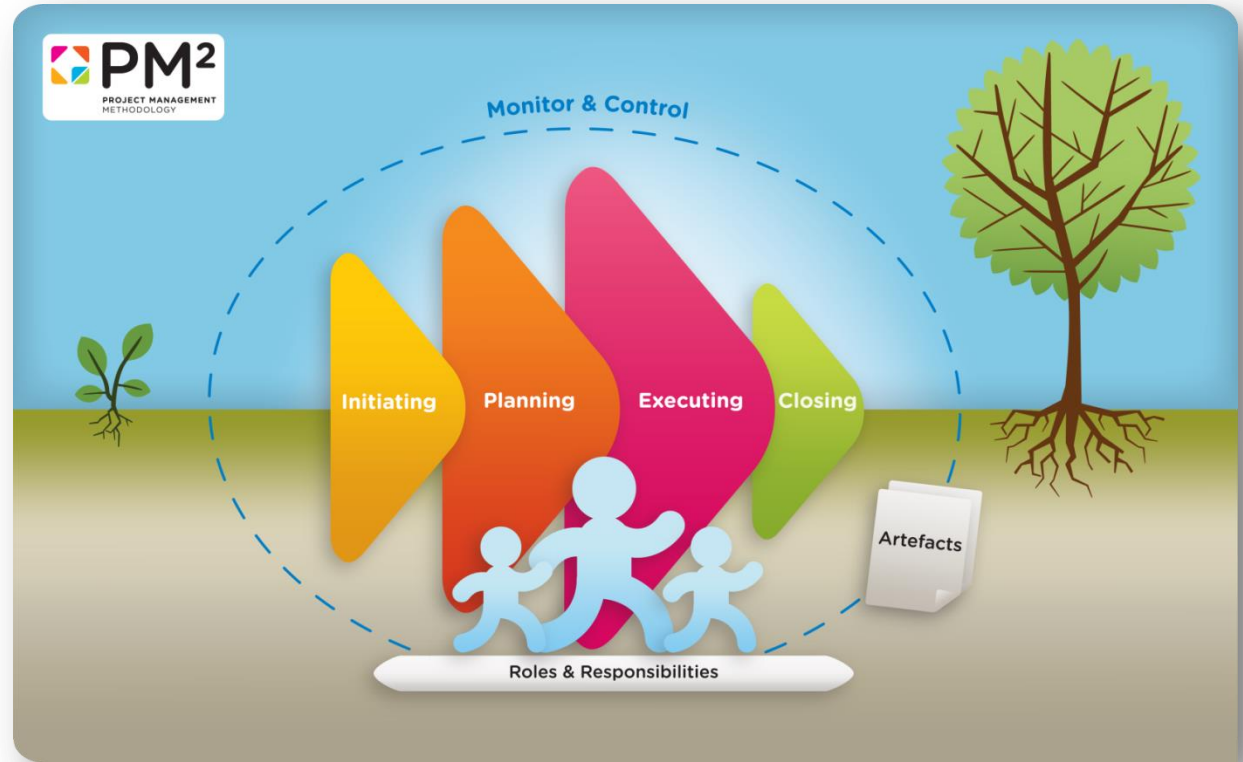 PM²
PROJECT MANAGEMENT
METHODOLOGY
Monitor & Control
Initiating
Planning
Executing
Closing
Artefacts
Roles & Responsibilities